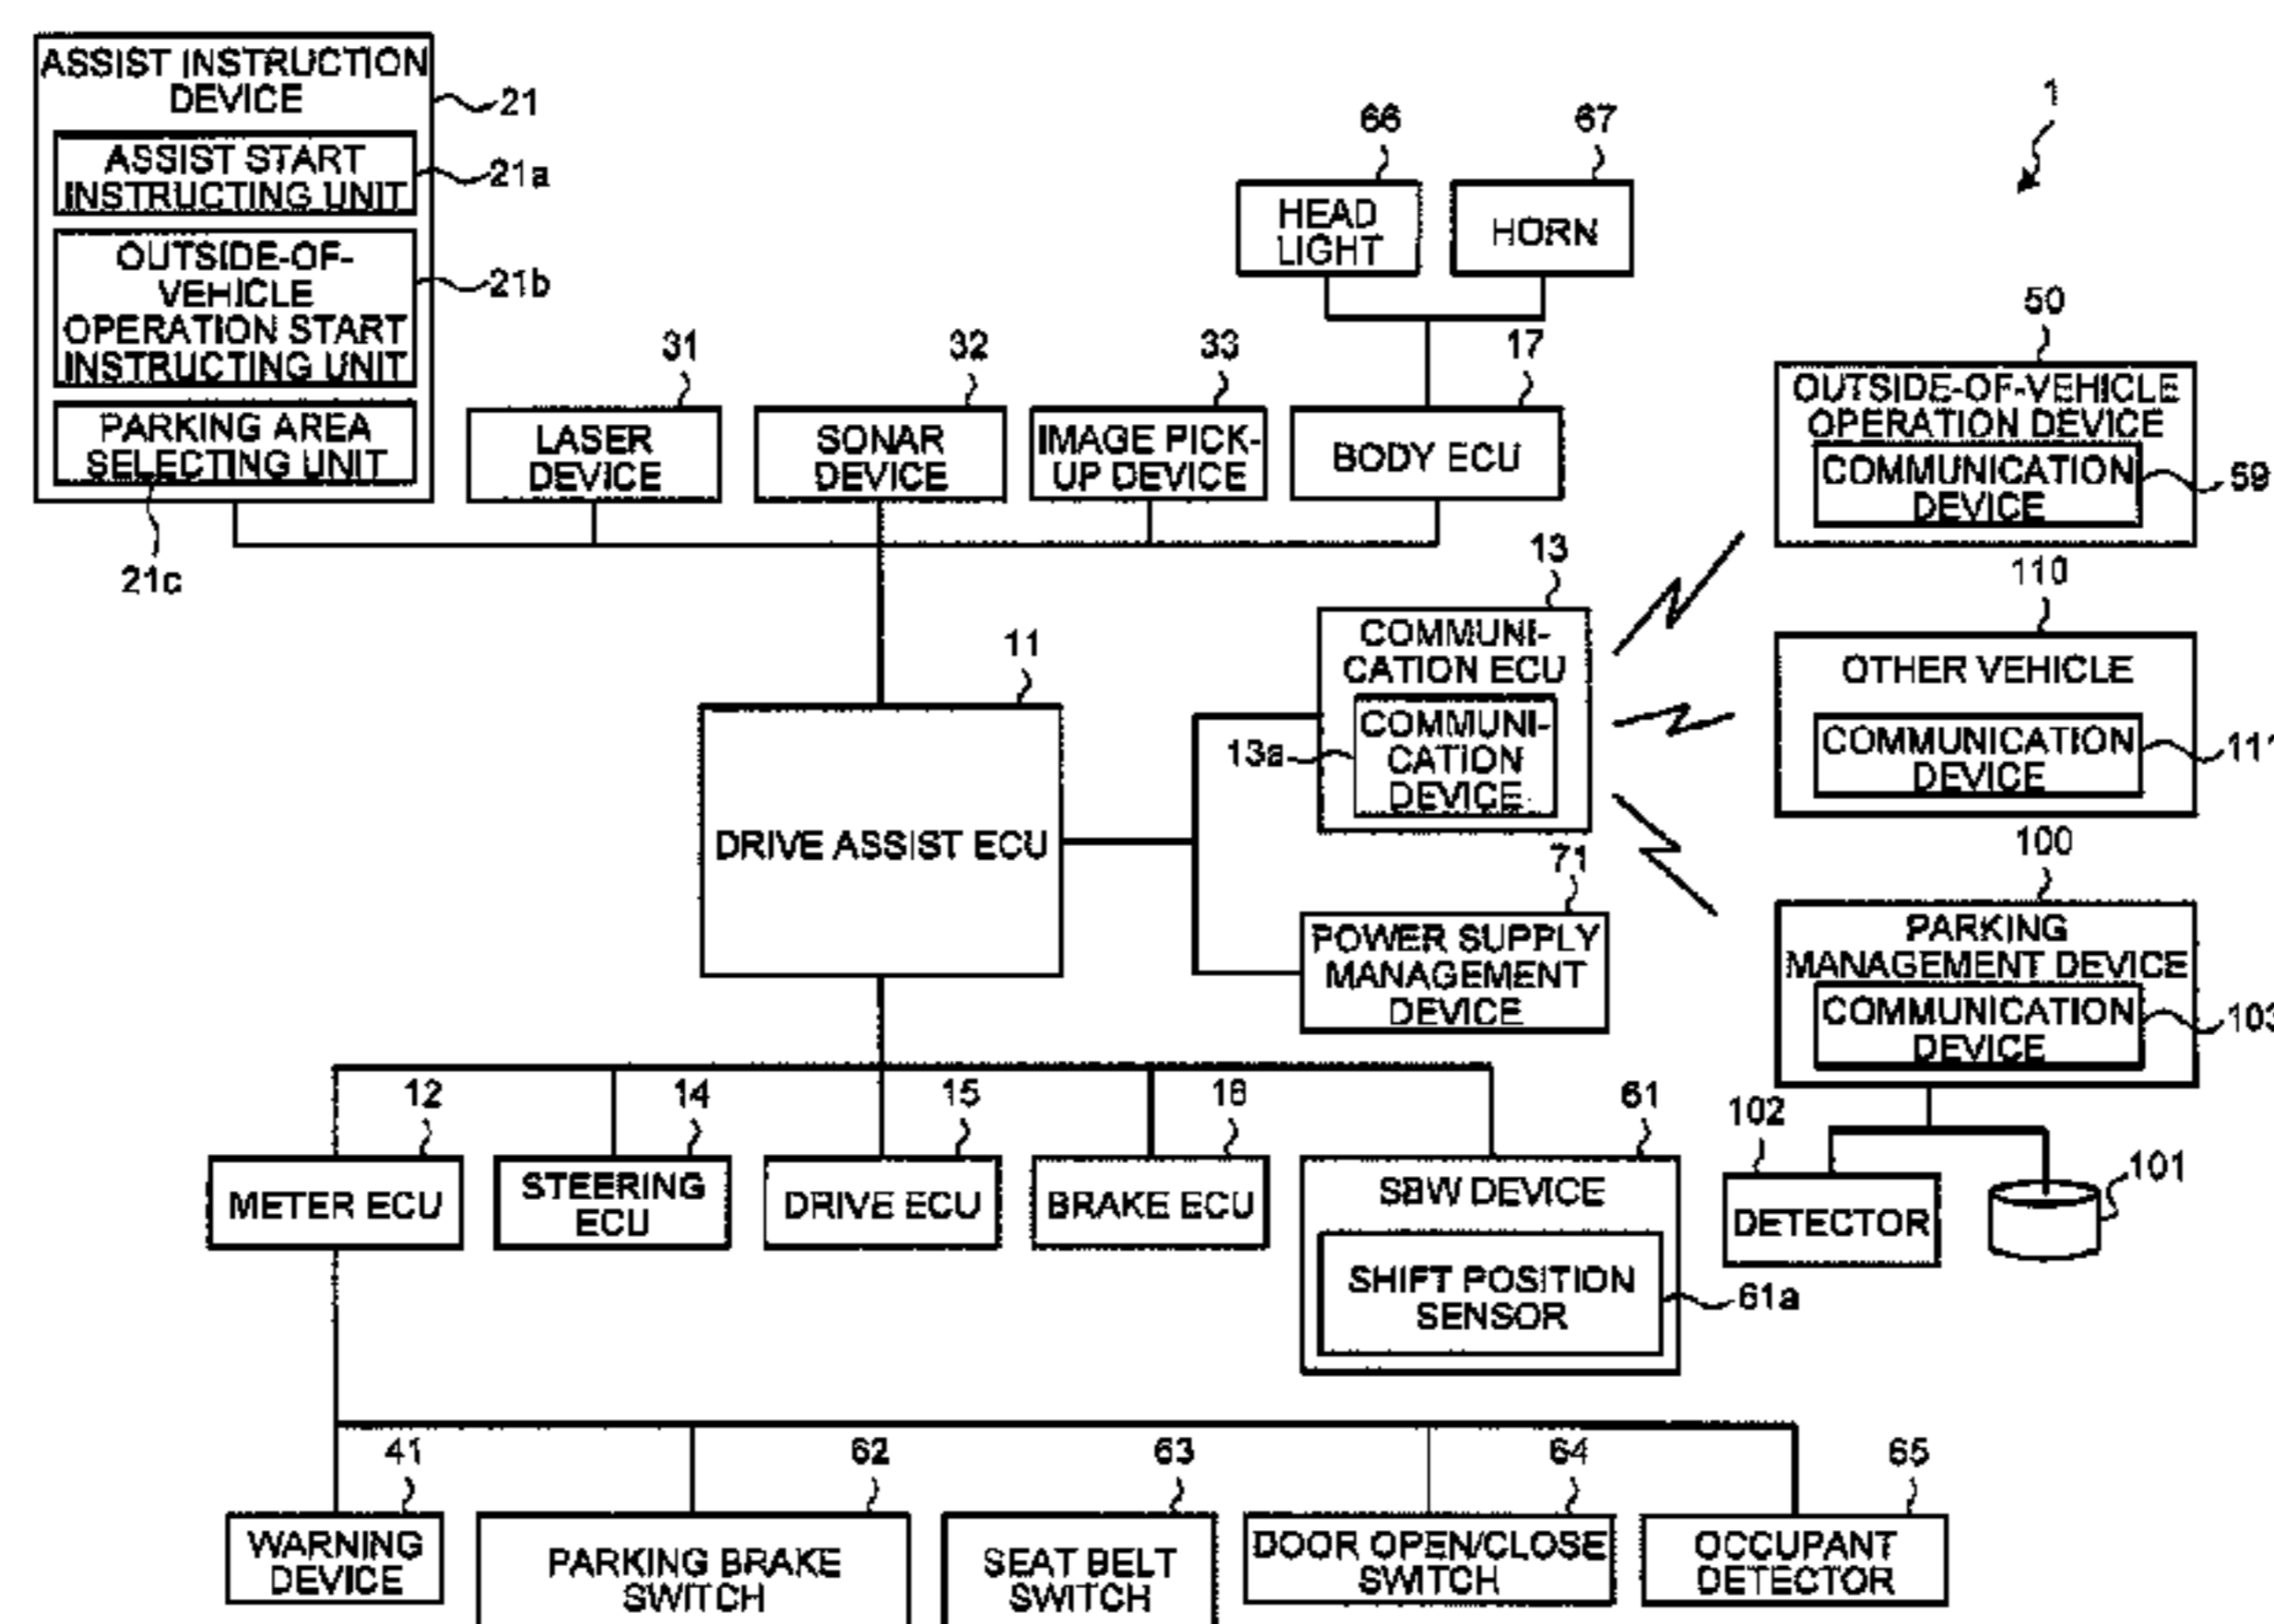 ASSIST INSTRUCTION
DEVICE
21
ASSIST START
INSTRUCTING UNIT
21a
OUTSIDE-OF-
VEHICLE
OPERATION START
INSTRUCTING UNIT
21b
PARKING AREA
SELECTING UNIT
21c
31
LASER
DEVICE
32
SONAR
DEVICE
33
IMAGE PICK-
UP DEVICE
66
HEAD
LIGHT
67
HORN
17
BODY ECU
1
50
OUTSIDE-OF-VEHICLE
OPERATION DEVICE
COMMUNICATION
DEVICE
59
110
OTHER VEHICLE
COMMUNICATION
DEVICE
111
100
PARKING
MANAGEMENT DEVICE
COMMUNICATION
DEVICE
103
102
DETECTOR
101
13
COMMUNI-
CATION ECU
13a
COMMUNI-
CATION
DEVICE
11
DRIVE ASSIST ECU
71
POWER SUPPLY
MANAGEMENT
DEVICE
12
METER ECU
14
STEERING
ECU
15
DRIVE ECU
16
BRAKE ECU
61
SBW DEVICE
SHIFT POSITION
SENSOR
61a
41
WARNING
DEVICE
62
PARKING BRAKE
SWITCH
63
SEAT BELT
SWITCH
64
DOOR OPEN/CLOSE
SWITCH
65
OCCUPANT
DETECTOR